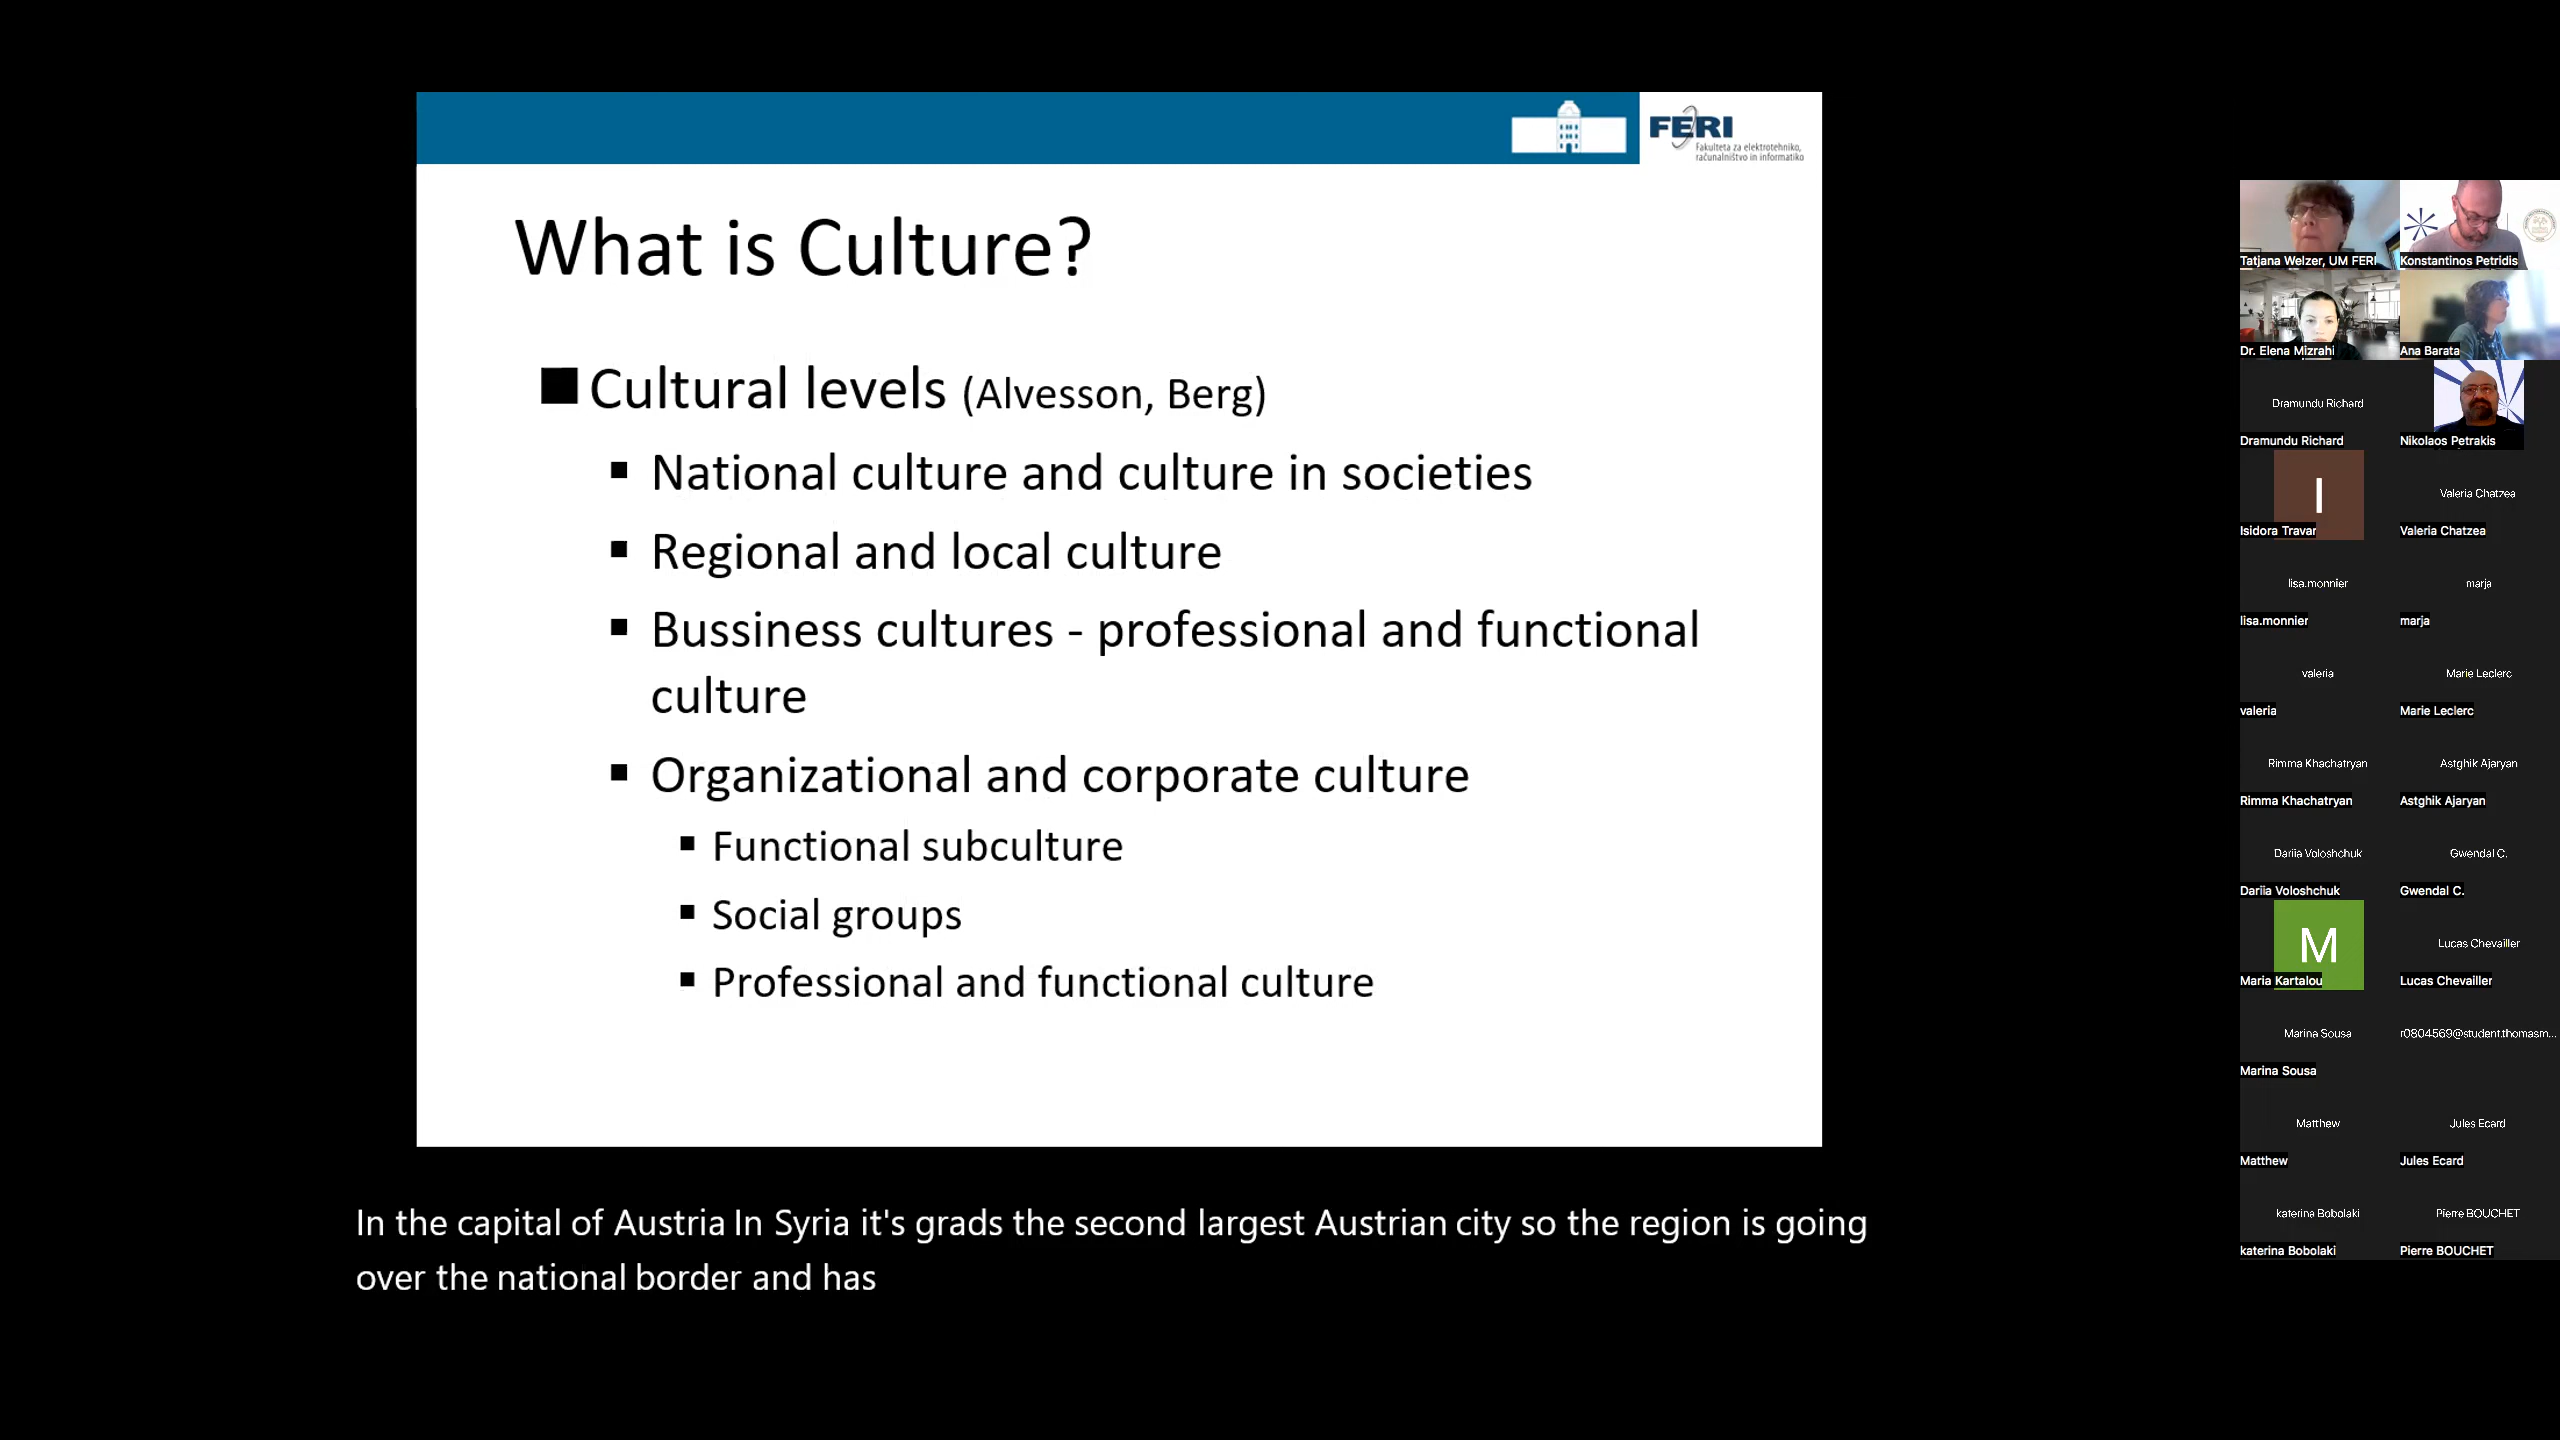 FERI
Fakulteta za elektrotehniko,
računalništvo in informatiko
What is Culture?
Cultural levels (Alvesson, Berg)
National culture and culture in societies
Regional and local culture
Bussiness cultures - professional and functional
culture
Organizational and corporate culture
Functional subculture
Social groups
Professional and functional culture
In the capital of Austria In Syria it's grads the second largest Austrian city so the region is going
over the national border and has
Tatjana Welzer, UM FERI
Konstantinos Petridis
Dr. Elena Mizrahi
Ana Barata
Dramundu Richard
Dramundu Richard
Nikolaos Petrakis
I
Isidora Travar
Valeria Chatzea
Valeria Chatzea
lisa.monnier
lisa.monnier
marja
marja
valeria
valeria
Marie Leclerc
Marie Leclerc
Rimma Khachatryan
Rimma Khachatryan
Astghik Ajaryan
Astghik Ajaryan
Dariia Voloshchuk
Dariia Voloshchuk
Gwendal C.
Gwendal C.
M
Maria Kartalou
Lucas Chevailler
Lucas Chevailler
Marina Sousa
Marina Sousa
r0804569@student.thomasm...
Matthew
Matthew
Jules Ecard
Jules Ecard
katerina Bobolaki
katerina Bobolaki
Pierre BOUCHET
Pierre BOUCHET